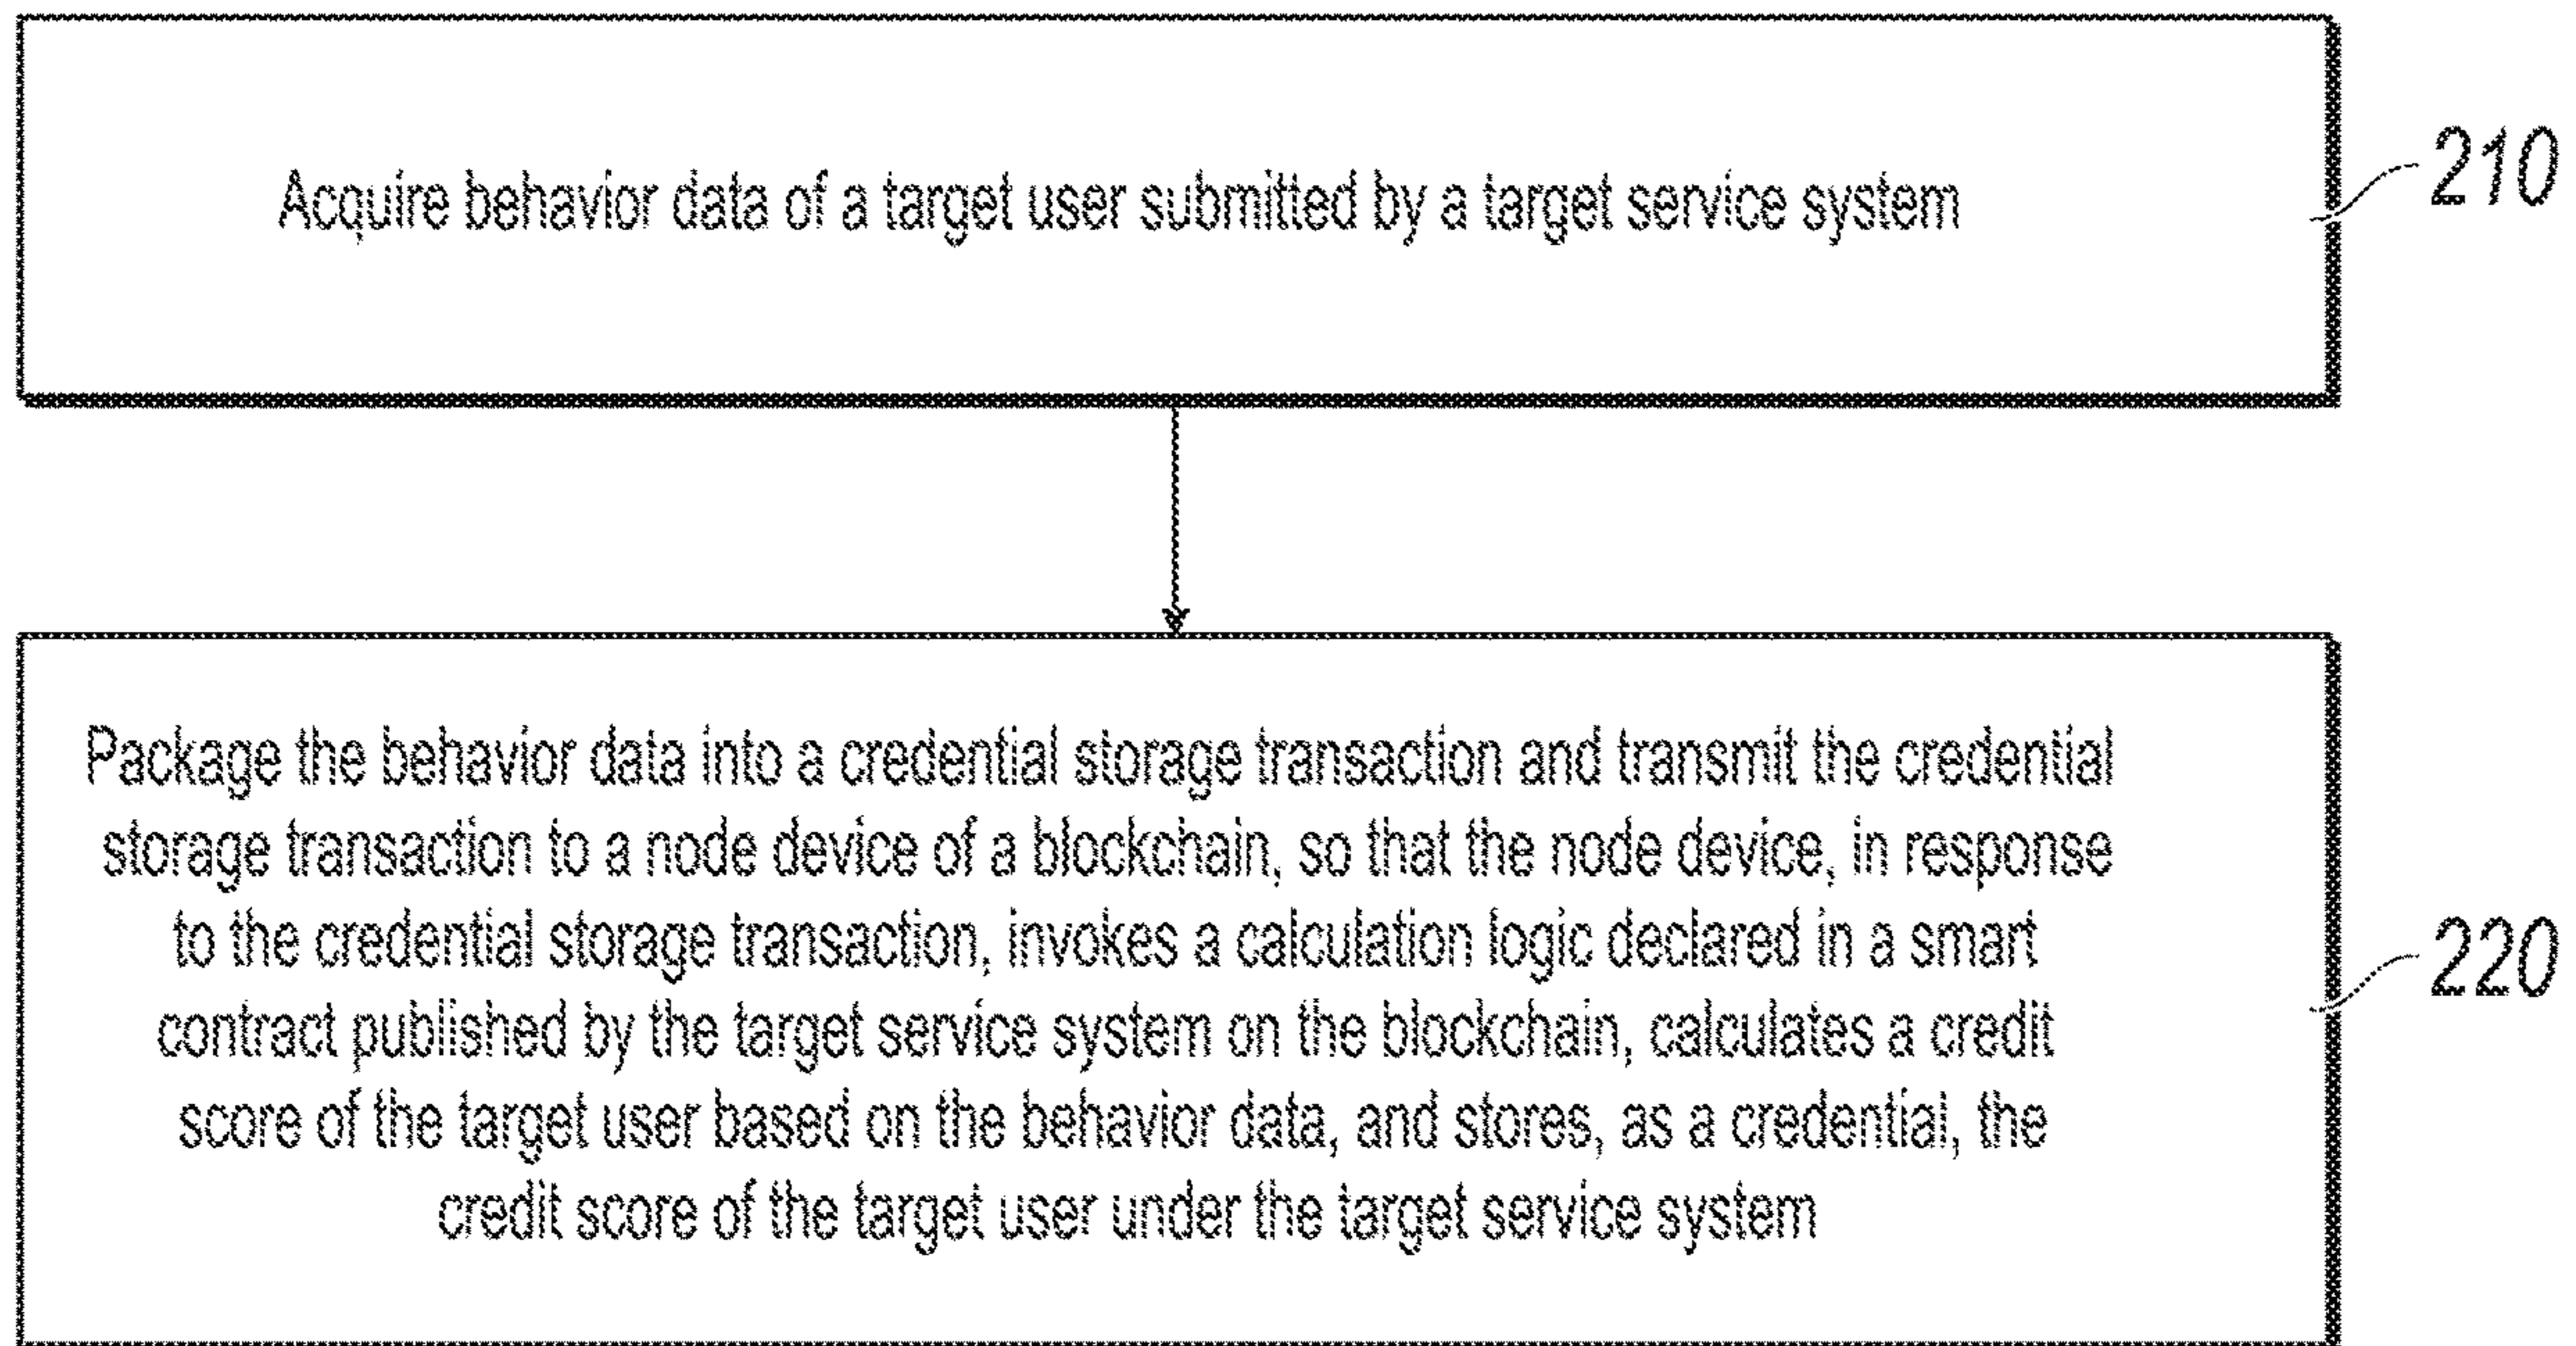 Acquire behavior data of a target user submitted by a target service system
210
Package the behavior data into a credential storage transaction and transmit the credential
storage transaction to a node device of a blockchain, so that the node device, in response
to the credential storage transaction, invokes a calculation logic declared in a smart
contract published by the target service system on the blockchain, calculates a credit
score of the target user based on the behavior data, and stores, as a credential, the
credit score of the target user under the target service system
220